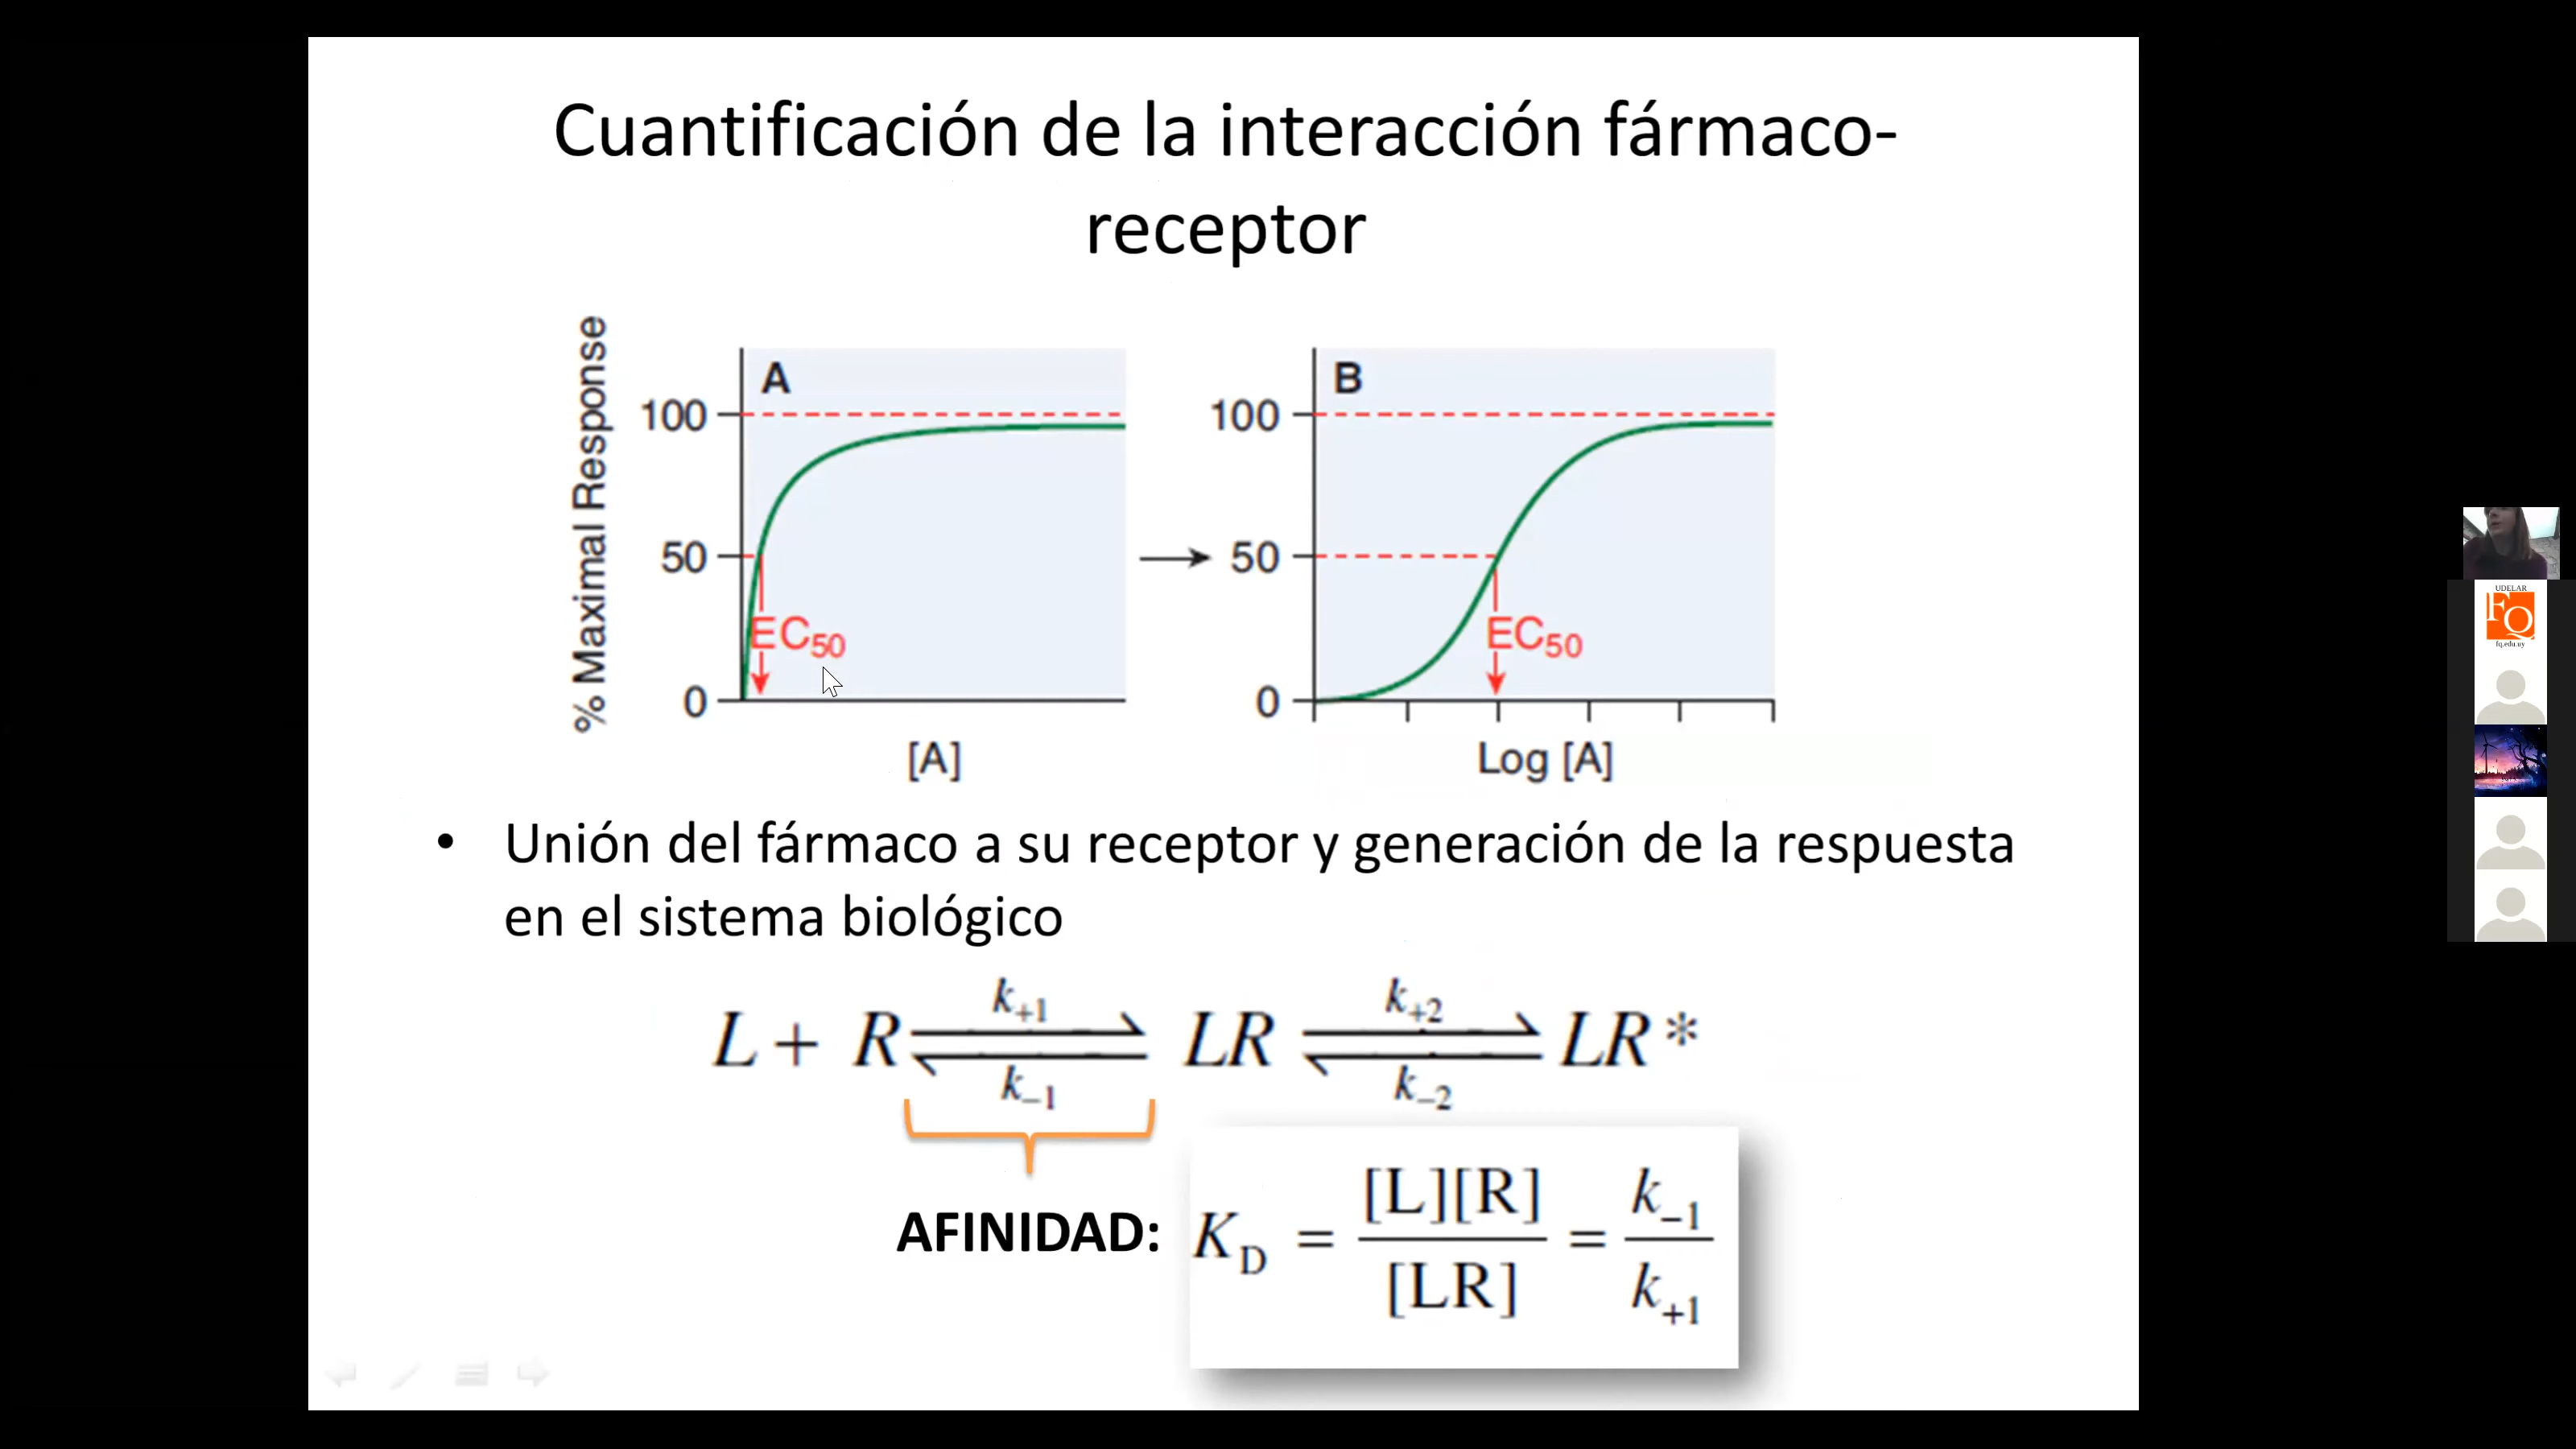 Cuantificación de la interacción fármaco-
receptor
% Maximal Response
A
100
50
0
EC50
[A]
B
100
50
0
EC50
Log [A]
• Unión del fármaco a su receptor y generación de la respuesta
en el sistema biológico
L + R ⇌ LR ⇌ LR *
k+1
k-1
k+2
k-2
AFINIDAD: KD = [L][R] / [LR] = k-1 / k+1
UDELAR
FQ
fq.edu.uy